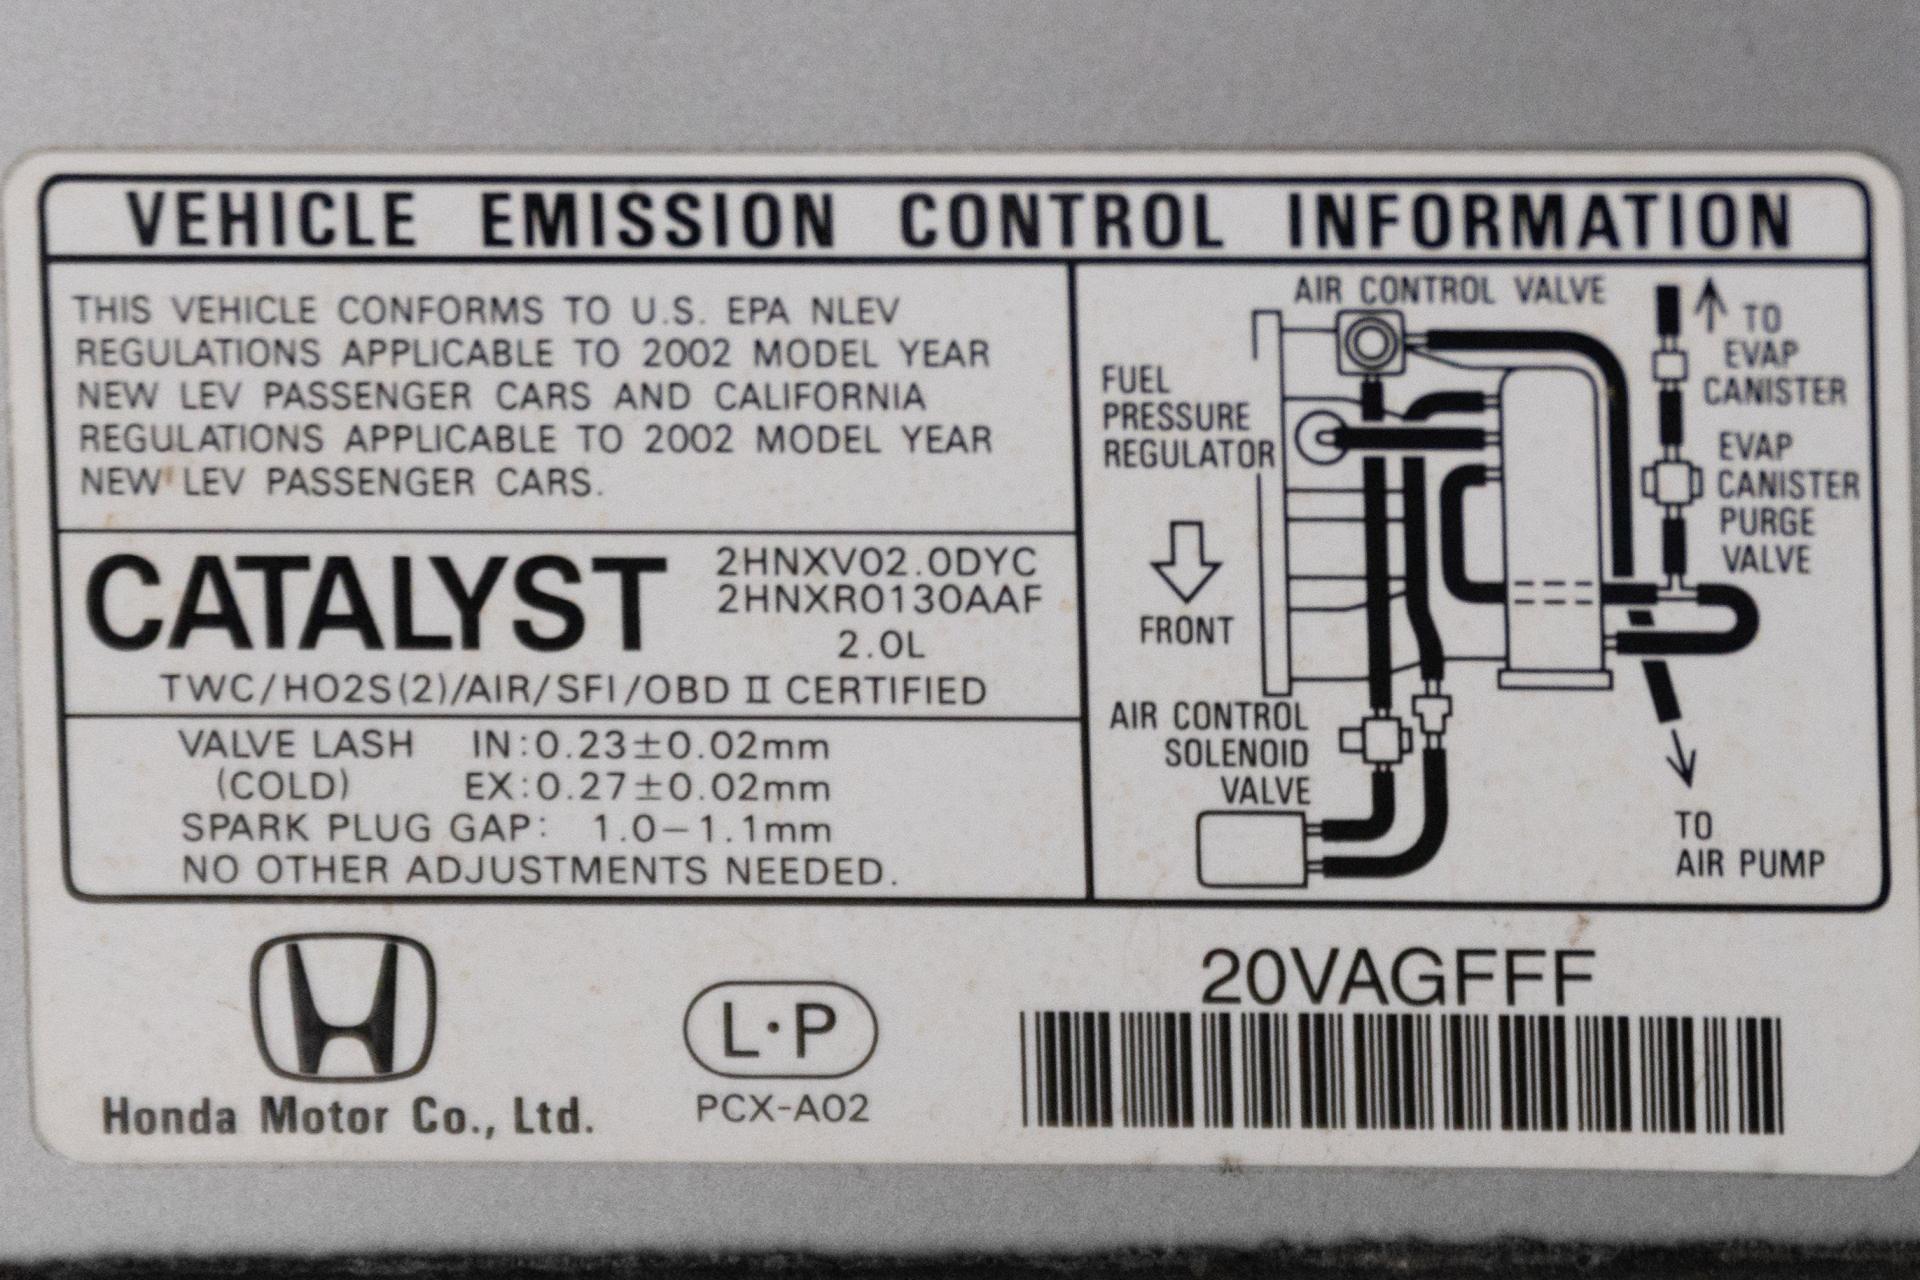 VEHICLE EMISSION CONTROL INFORMATION
THIS VEHICLE CONFORMS TO U.S. EPA NLEV
REGULATIONS APPLICABLE TO 2002 MODEL YEAR
NEW LEV PASSENGER CARS AND CALIFORNIA
REGULATIONS APPLICABLE TO 2002 MODEL YEAR
NEW LEV PASSENGER CARS.
CATALYST
2HNXV02.0DYC
2HNXR0130AAF
2.0L
TWC/HO2S(2)/AIR/SFI/OBD II CERTIFIED
VALVE LASH IN:0.23±0.02mm
(COLD) EX:0.27±0.02mm
SPARK PLUG GAP: 1.0–1.1mm
NO OTHER ADJUSTMENTS NEEDED.
AIR CONTROL VALVE
TO
EVAP
CANISTER
FUEL
PRESSURE
REGULATOR
EVAP
CANISTER
PURGE
VALVE
FRONT
AIR CONTROL
SOLENOID
VALVE
TO
AIR PUMP
Honda Motor Co., Ltd.
L·P
PCX-A02
20VAGFFF